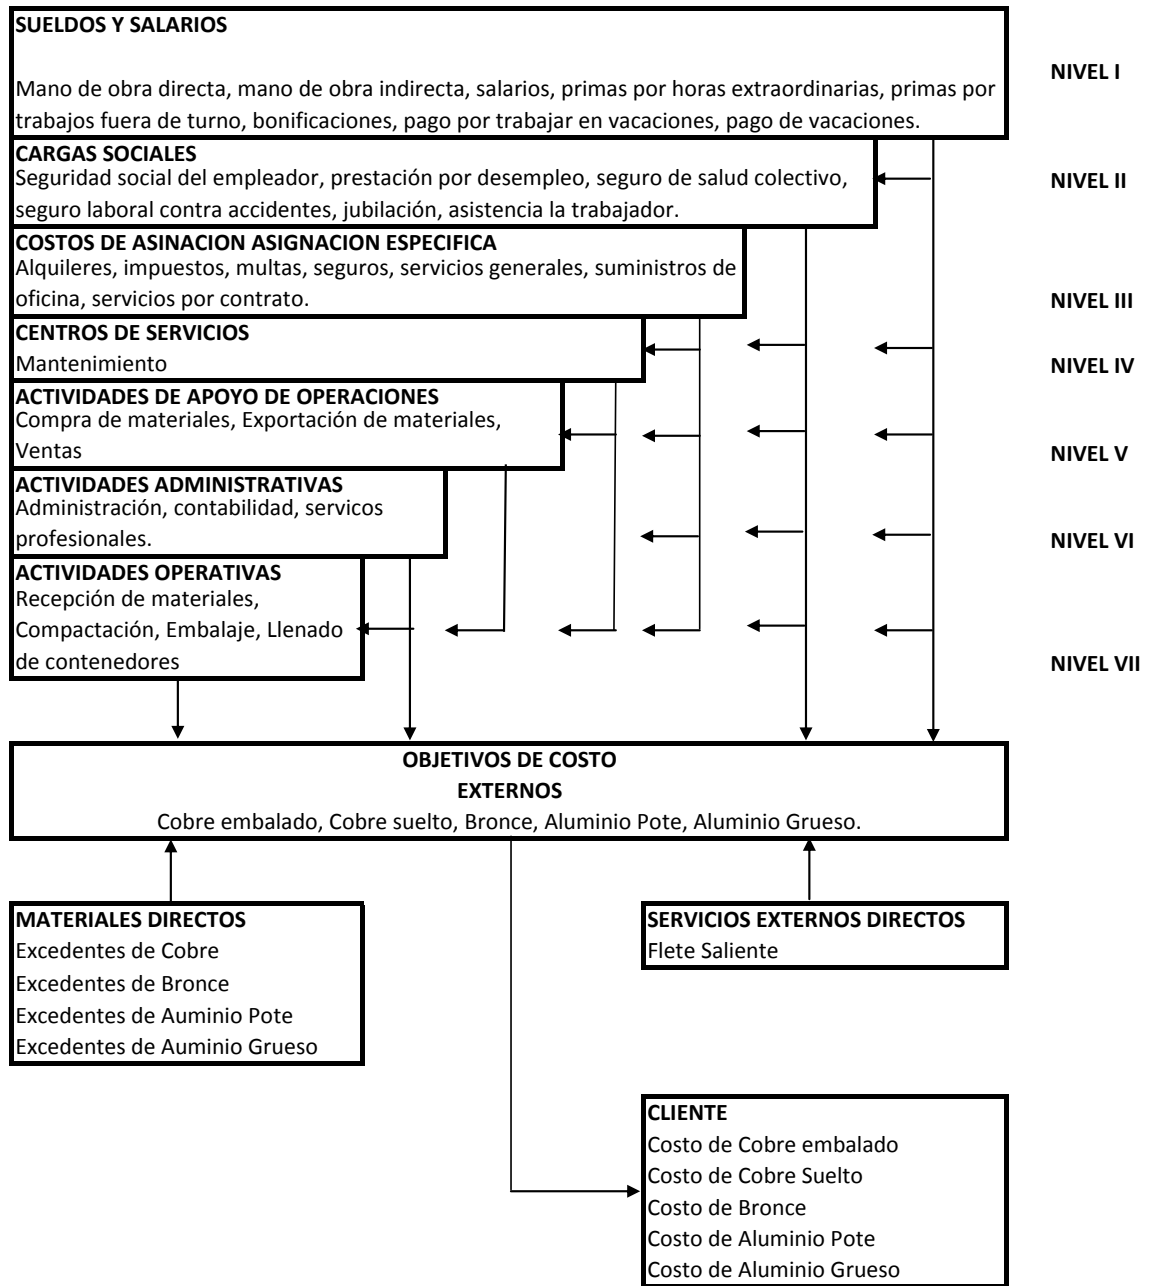 SUELDOS Y SALARIOS
Mano de obra directa, mano de obra indirecta, salarios, primas por horas extraordinarias, primas por
trabajos fuera de turno, bonificaciones, pago por trabajar en vacaciones, pago de vacaciones.
NIVEL I
CARGAS SOCIALES
Seguridad social del empleador, prestación por desempleo, seguro de salud colectivo,
seguro laboral contra accidentes, jubilación, asistencia la trabajador.
NIVEL II
COSTOS DE ASINACION ASIGNACION ESPECIFICA
Alquileres, impuestos, multas, seguros, servicios generales, suministros de
oficina, servicios por contrato.
NIVEL III
CENTROS DE SERVICIOS
Mantenimiento
NIVEL IV
ACTIVIDADES DE APOYO DE OPERACIONES
Compra de materiales, Exportación de materiales,
Ventas
NIVEL V
ACTIVIDADES ADMINISTRATIVAS
Administración, contabilidad, servicos
profesionales.
NIVEL VI
ACTIVIDADES OPERATIVAS
Recepción de materiales,
Compactación, Embalaje, Llenado
de contenedores
NIVEL VII
OBJETIVOS DE COSTO
EXTERNOS
Cobre embalado, Cobre suelto, Bronce, Aluminio Pote, Aluminio Grueso.
MATERIALES DIRECTOS
Excedentes de Cobre
Excedentes de Bronce
Excedentes de Auminio Pote
Excedentes de Auminio Grueso
SERVICIOS EXTERNOS DIRECTOS
Flete Saliente
CLIENTE
Costo de Cobre embalado
Costo de Cobre Suelto
Costo de Bronce
Costo de Aluminio Pote
Costo de Aluminio Grueso